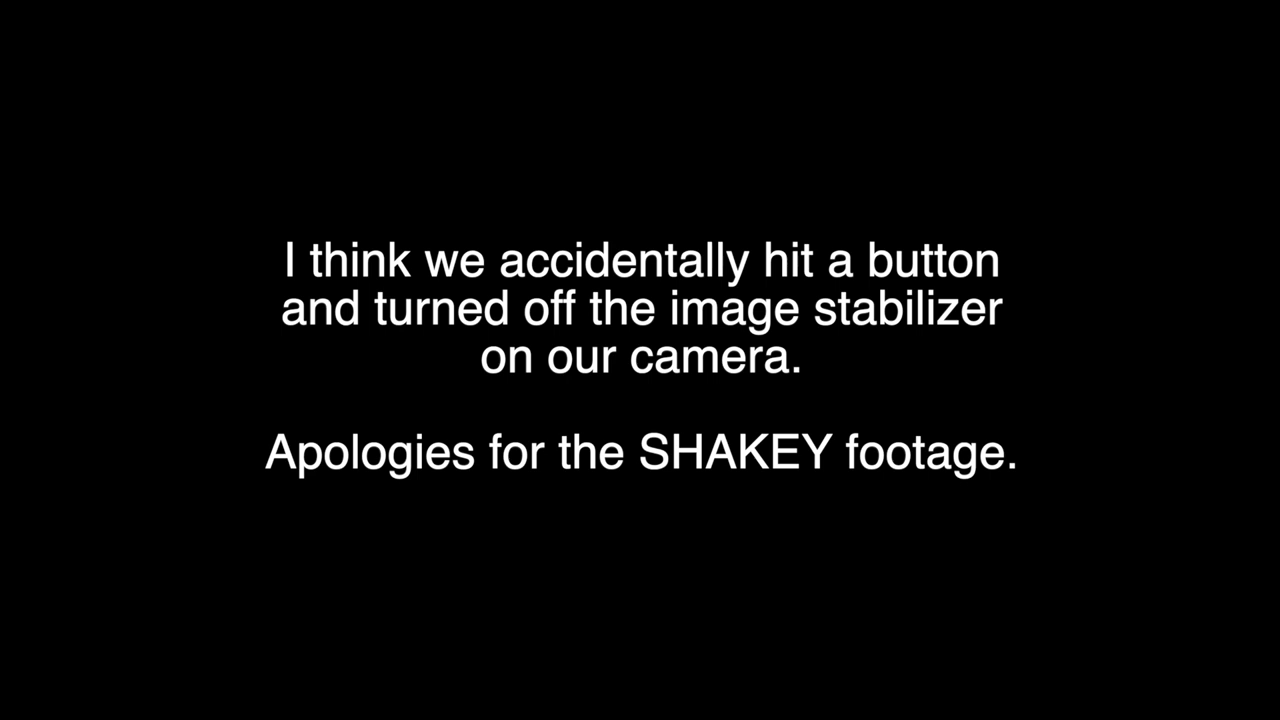 I think we accidentally hit a button
and turned off the image stabilizer
on our camera.
Apologies for the SHAKEY footage.